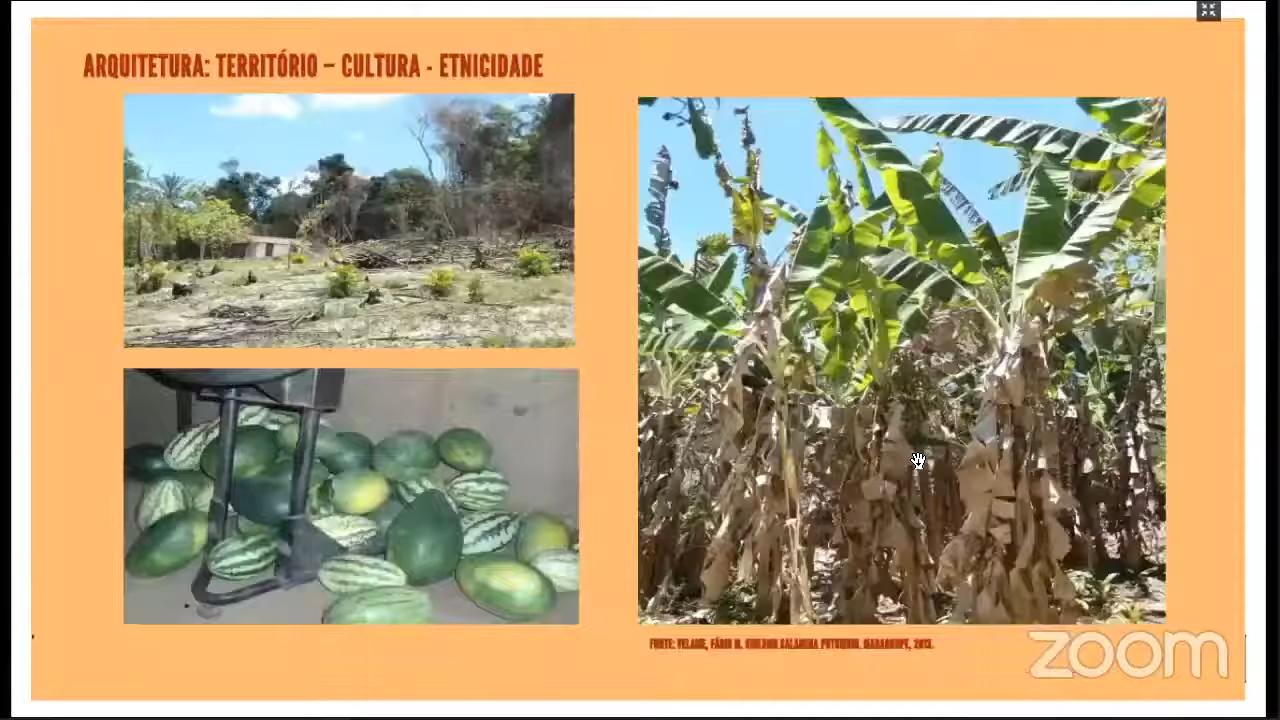 ARQUITETURA: TERRITÓRIO – CULTURA - ETNICIDADE
FONTE: VELAME, FÁBIO M.
zoom